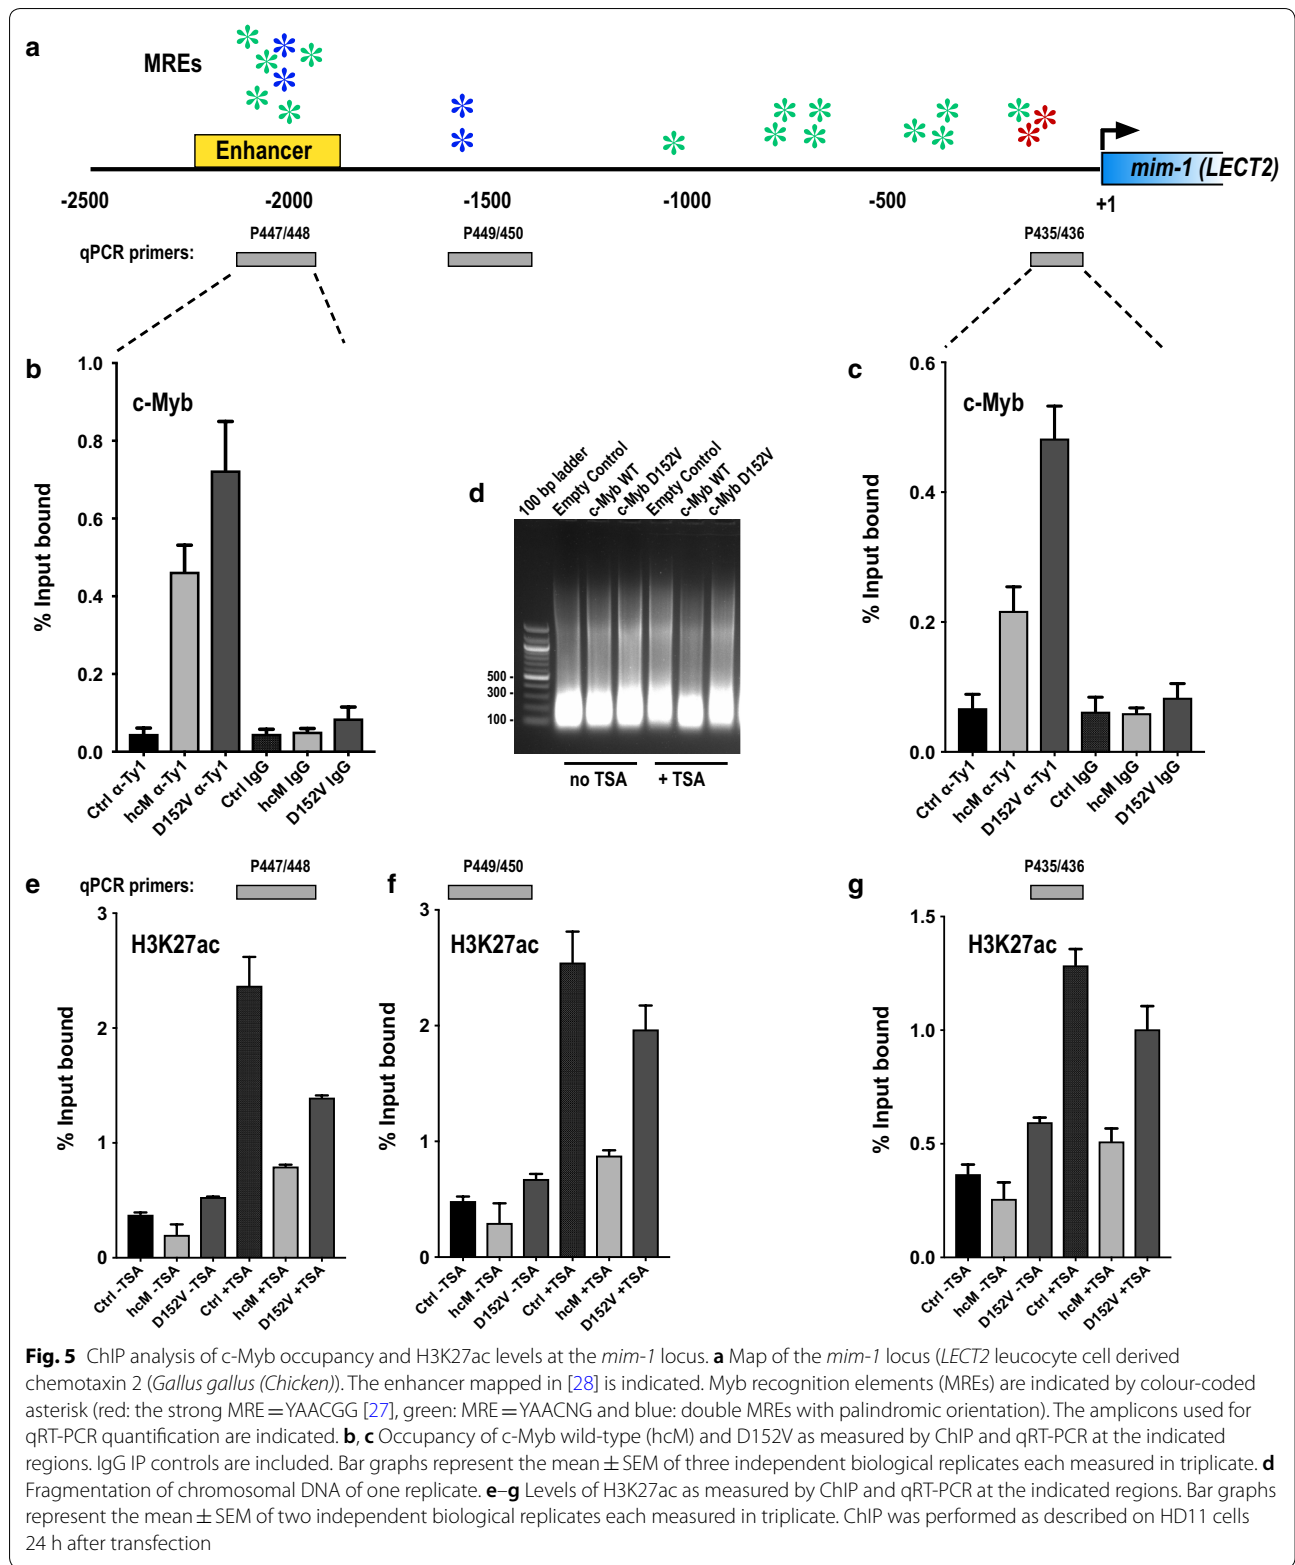 a
MREs
Enhancer
mim-1 (LECT2)
-2500
-2000
-1500
-1000
-500
+1
qPCR primers:
P447/448
P449/450
P435/436
b
c-Myb
% Input bound
1.0
0.8
0.6
0.4
0.2
0.0
Ctrl α-Ty1
hcM α-Ty1
D152V α-Ty1
Ctrl IgG
hcM IgG
D152V IgG
d
100 bp ladder
Empty Control
c-Myb WT
c-Myb D152V
Empty Control
c-Myb WT
c-Myb D152V
500 -
300 -
100 -
no TSA
+ TSA
c
c-Myb
% Input bound
0.6
0.4
0.2
0.0
Ctrl α-Ty1
hcM α-Ty1
D152V α-Ty1
Ctrl IgG
hcM IgG
D152V IgG
e
qPCR primers:
P447/448
H3K27ac
% Input bound
3
2
1
0
Ctrl -TSA
hcM -TSA
D152V -TSA
Ctrl +TSA
hcM +TSA
D152V +TSA
f
P449/450
H3K27ac
% Input bound
3
2
1
0
Ctrl -TSA
hcM -TSA
D152V -TSA
Ctrl +TSA
hcM +TSA
D152V +TSA
g
P435/436
H3K27ac
% Input bound
1.5
1.0
0.5
0.0
Ctrl -TSA
hcM -TSA
D152V -TSA
Ctrl +TSA
hcM +TSA
D152V +TSA
Fig. 5 ChIP analysis of c-Myb occupancy and H3K27ac levels at the mim-1 locus. a Map of the mim-1 locus (LECT2 leucocyte cell derived
chemotaxin 2 (Gallus gallus (Chicken)). The enhancer mapped in [28] is indicated. Myb recognition elements (MREs) are indicated by colour-coded
asterisk (red: the strong MRE = YAACGG [27], green: MRE = YAACNG and blue: double MREs with palindromic orientation). The amplicons used for
qRT-PCR quantification are indicated. b, c Occupancy of c-Myb wild-type (hcM) and D152V as measured by ChIP and qRT-PCR at the indicated
regions. IgG IP controls are included. Bar graphs represent the mean ± SEM of three independent biological replicates each measured in triplicate. d
Fragmentation of chromosomal DNA of one replicate. e–g Levels of H3K27ac as measured by ChIP and qRT-PCR at the indicated regions. Bar graphs
represent the mean ± SEM of two independent biological replicates each measured in triplicate. ChIP was performed as described on HD11 cells
24 h after transfection